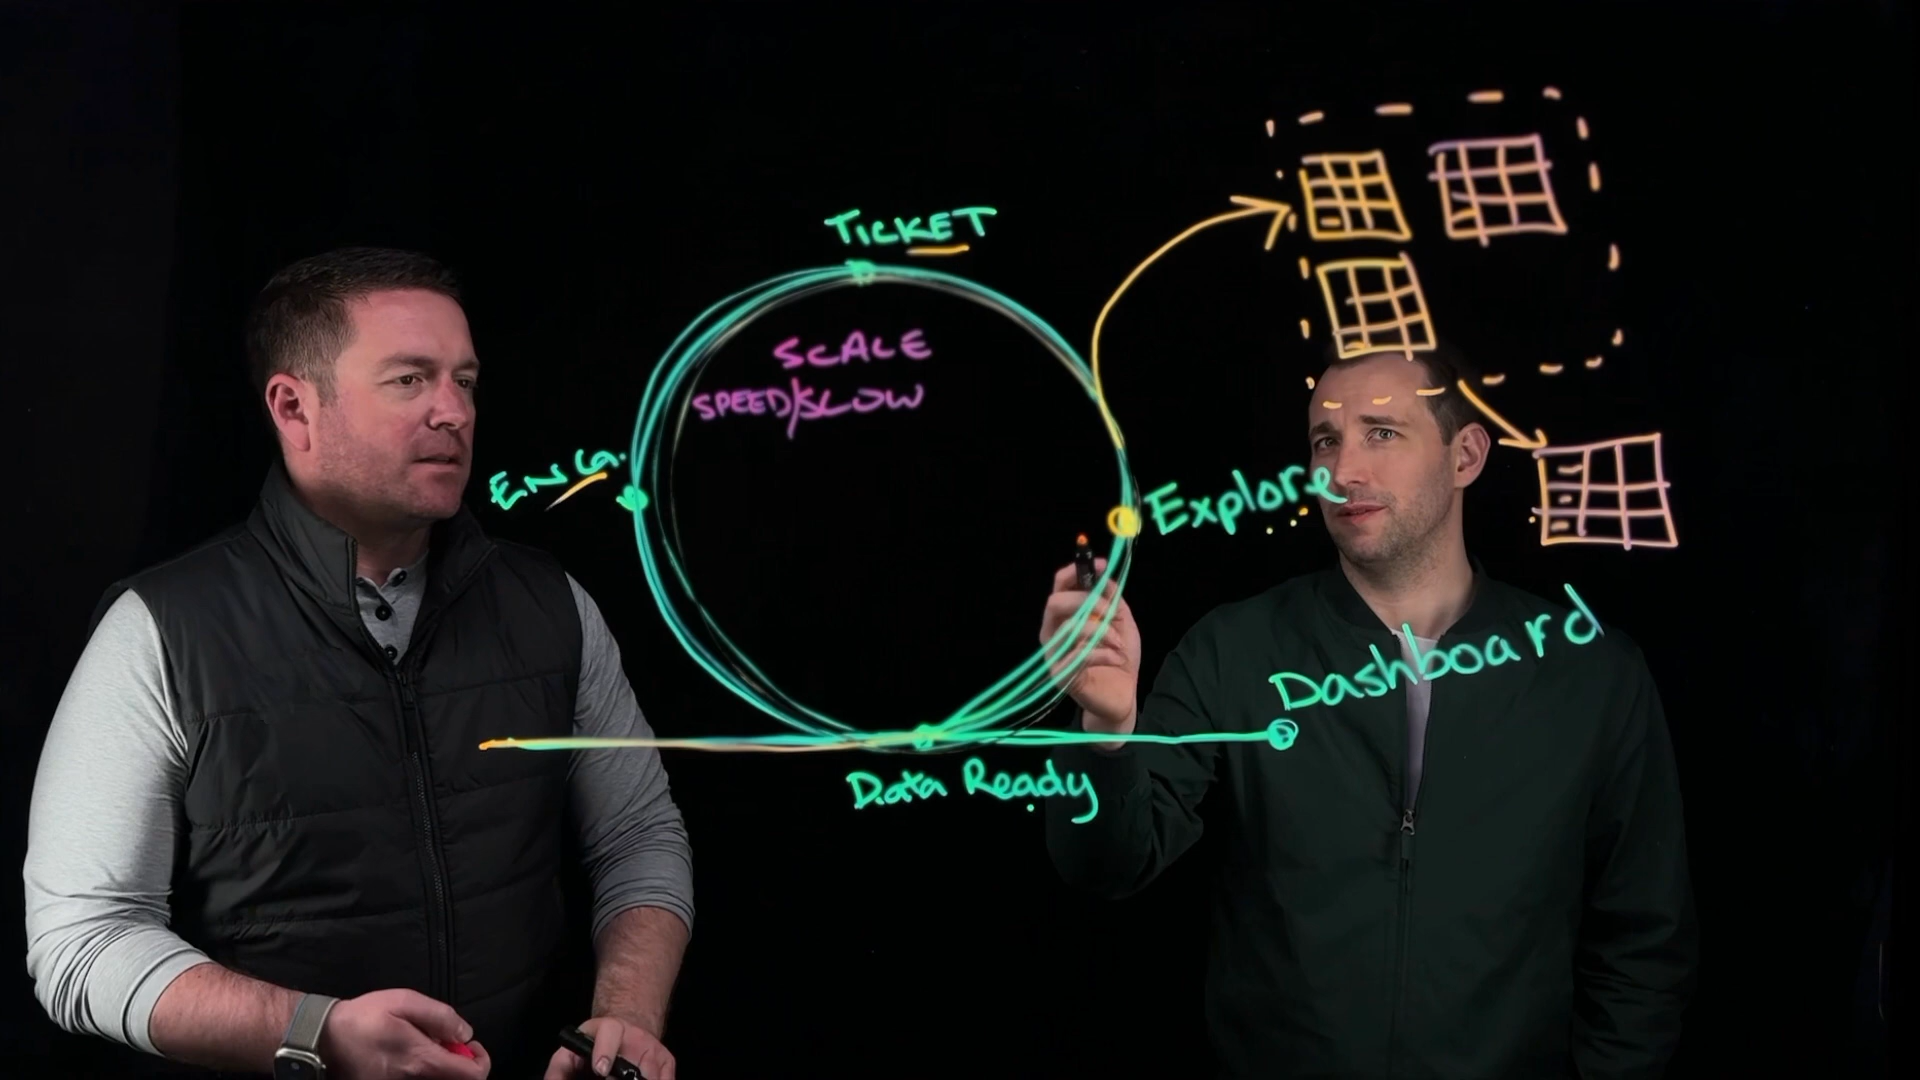 TICKET
SCALE
SPEED/SLOW
ENG.
Explore
Dashboard
Data Ready